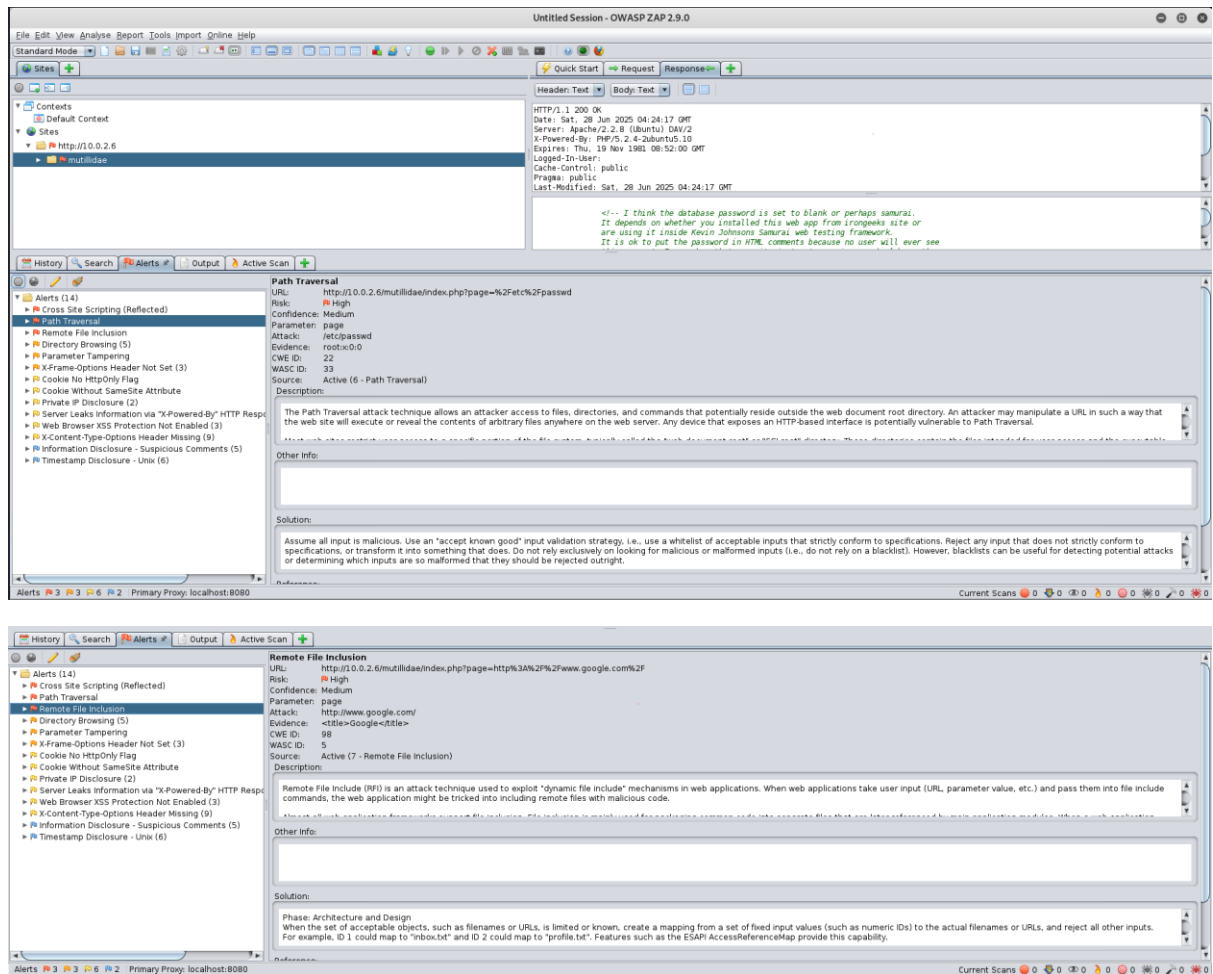 Untitled Session - OWASP ZAP 2.9.0
File Edit View Analyse Report Tools Import Online Help
Standard Mode
Sites
Quick Start Request Response
Header: Text Body: Text
Contexts
Default Context
Sites
http://10.0.2.6
mutillidae
HTTP/1.1 200 OK
Date: Sat, 28 Jun 2025 04:24:17 GMT
Server: Apache/2.2.8 (Ubuntu) DAV/2
X-Powered-By: PHP/5.2.4-2ubuntu5.10
Expires: Thu, 19 Nov 1981 08:52:00 GMT
Logged-In-User:
Cache-Control: public
Pragma: public
Last-Modified: Sat, 28 Jun 2025 04:24:17 GMT
<!-- I think the database password is set to blank or perhaps samurai.
It depends on whether you installed this web app from irongeeks site or
are using it inside Kevin Johnsons Samurai web testing framework.
It is ok to put the password in HTML comments because no user will ever see
History Search Alerts Output Active Scan
Alerts (14)
Cross Site Scripting (Reflected)
Path Traversal
Remote File Inclusion
Directory Browsing (5)
Parameter Tampering
X-Frame-Options Header Not Set (3)
Cookie No HttpOnly Flag
Cookie Without SameSite Attribute
Private IP Disclosure (2)
Server Leaks Information via "X-Powered-By" HTTP Respo
Web Browser XSS Protection Not Enabled (3)
X-Content-Type-Options Header Missing (9)
Information Disclosure - Suspicious Comments (5)
Timestamp Disclosure - Unix (6)
Path Traversal
URL: http://10.0.2.6/mutillidae/index.php?page=%2Fetc%2Fpasswd
Risk: High
Confidence: Medium
Parameter: page
Attack: /etc/passwd
Evidence: root:x:0:0
CWE ID: 22
WASC ID: 33
Source: Active (6 - Path Traversal)
Description:
The Path Traversal attack technique allows an attacker access to files, directories, and commands that potentially reside outside the web document root directory. An attacker may manipulate a URL in such a way that
the web site will execute or reveal the contents of arbitrary files anywhere on the web server. Any device that exposes an HTTP-based interface is potentially vulnerable to Path Traversal.
Other Info:
Solution:
Assume all input is malicious. Use an "accept known good" input validation strategy, i.e., use a whitelist of acceptable inputs that strictly conform to specifications. Reject any input that does not strictly conform to
specifications, or transform it into something that does. Do not rely exclusively on looking for malicious or malformed inputs (i.e., do not rely on a blacklist). However, blacklists can be useful for detecting potential attacks
or determining which inputs are so malformed that they should be rejected outright.
Alerts 3 3 6 2 Primary Proxy: localhost:8080
Current Scans 0 0 0 0 0 0 0 0
History Search Alerts Output Active Scan
Alerts (14)
Cross Site Scripting (Reflected)
Path Traversal
Remote File Inclusion
Directory Browsing (5)
Parameter Tampering
X-Frame-Options Header Not Set (3)
Cookie No HttpOnly Flag
Cookie Without SameSite Attribute
Private IP Disclosure (2)
Server Leaks Information via "X-Powered-By" HTTP Respo
Web Browser XSS Protection Not Enabled (3)
X-Content-Type-Options Header Missing (9)
Information Disclosure - Suspicious Comments (5)
Timestamp Disclosure - Unix (6)
Remote File Inclusion
URL: http://10.0.2.6/mutillidae/index.php?page=http%3A%2F%2Fwww.google.com%2F
Risk: High
Confidence: Medium
Parameter: page
Attack: http://www.google.com/
Evidence: <title>Google</title>
CWE ID: 98
WASC ID: 5
Source: Active (7 - Remote File Inclusion)
Description:
Remote File Include (RFI) is an attack technique used to exploit "dynamic file include" mechanisms in web applications. When web applications take user input (URL, parameter value, etc.) and pass them into file include
commands, the web application might be tricked into including remote files with malicious code.
Other Info:
Solution:
Phase: Architecture and Design
When the set of acceptable objects, such as filenames or URLs, is limited or known, create a mapping from a set of fixed input values (such as numeric IDs) to the actual filenames or URLs, and reject all other inputs.
For example, ID 1 could map to "inbox.txt" and ID 2 could map to "profile.txt". Features such as the ESAPI AccessReferenceMap provide this capability.
Alerts 3 3 6 2 Primary Proxy: localhost:8080
Current Scans 0 0 0 0 0 0 0 0